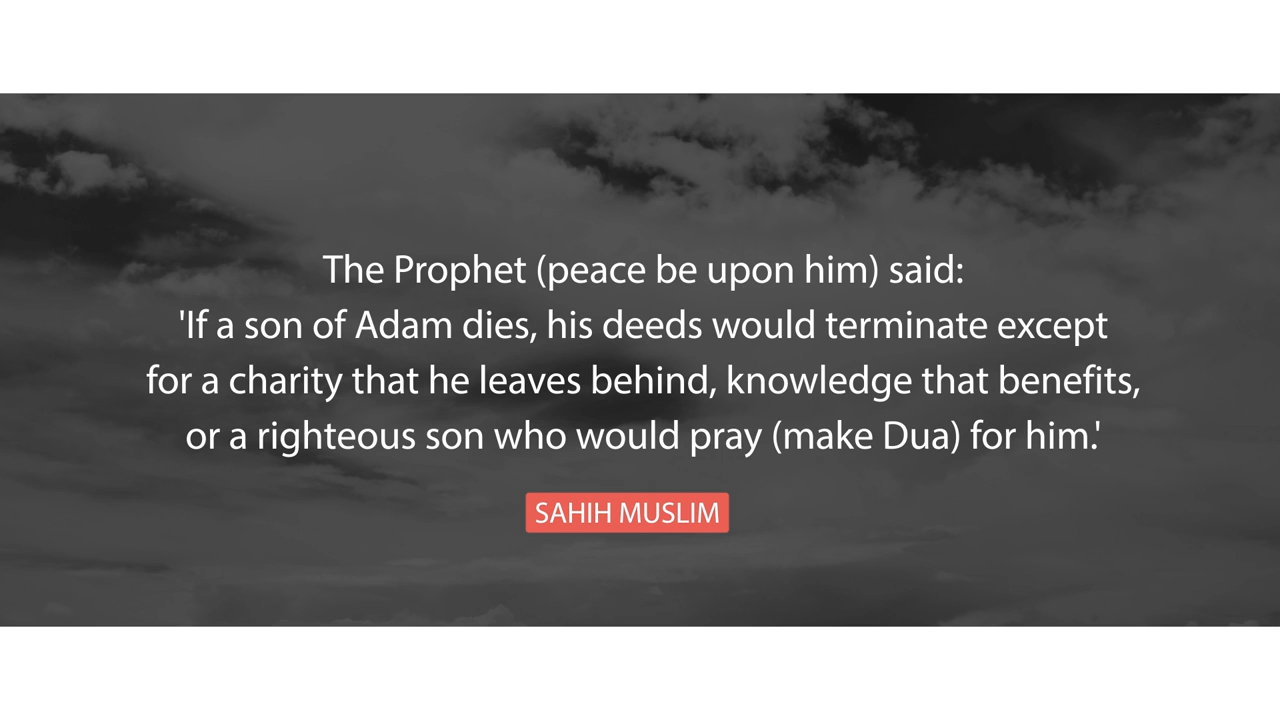 The Prophet (peace be upon him) said:
'If a son of Adam dies, his deeds would terminate except
for a charity that he leaves behind, knowledge that benefits,
or a righteous son who would pray (make Dua) for him.'
SAHIH MUSLIM